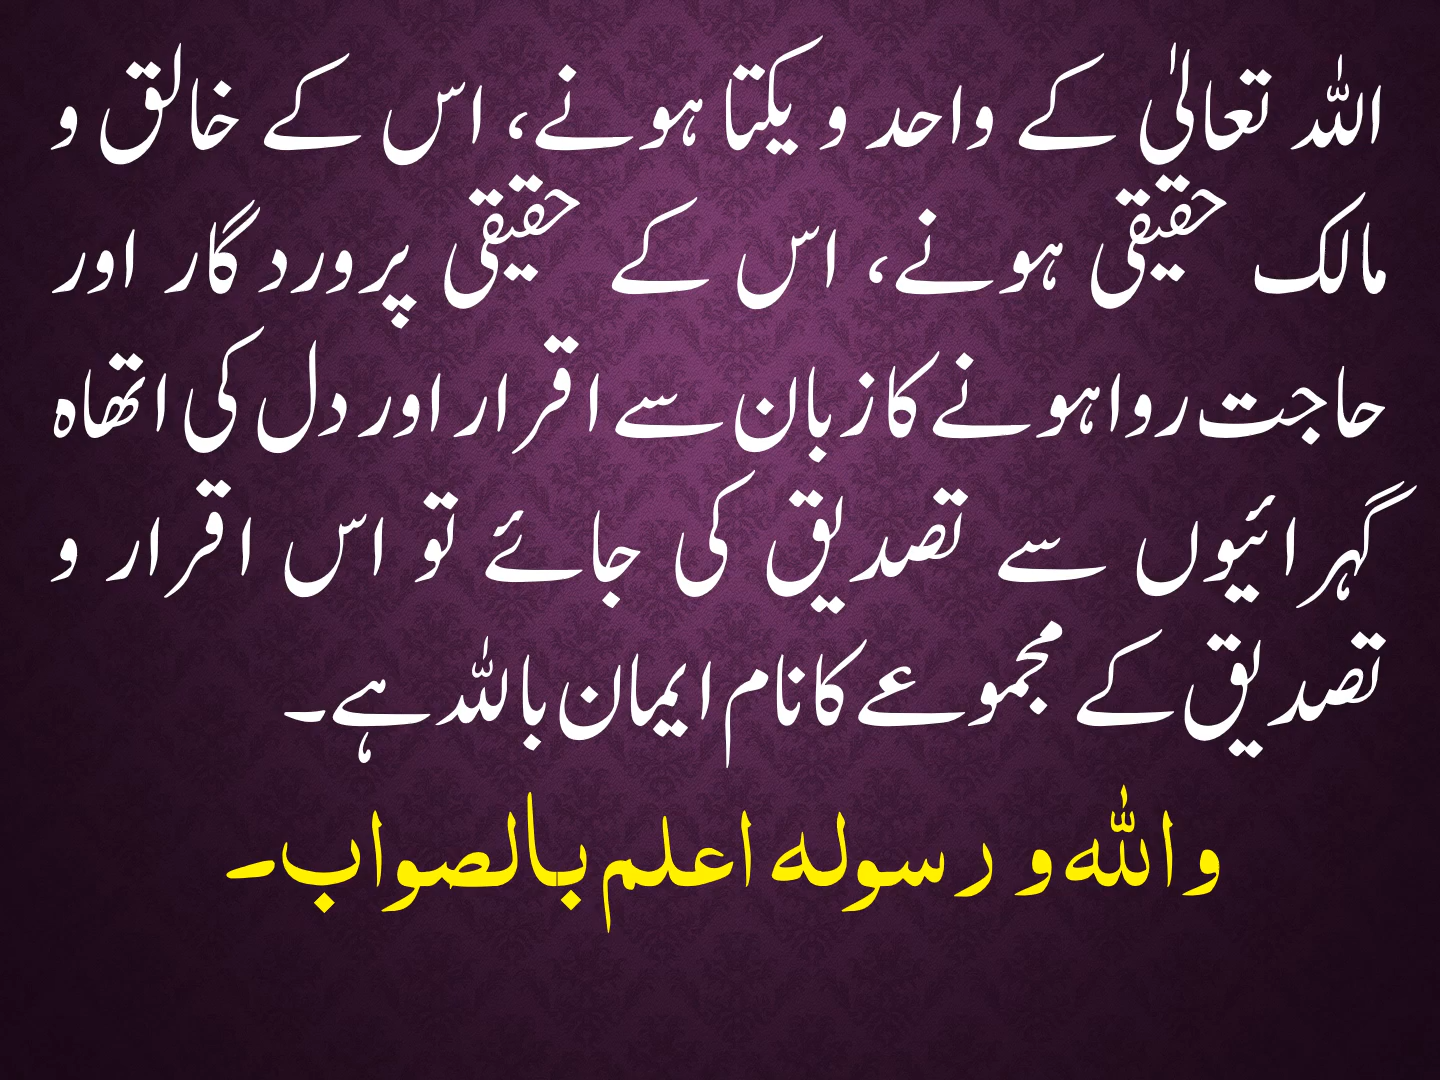 اللہ تعالیٰ کے واحد و یکتا ہونے، اس کے خالق و
مالک حقیقی ہونے، اس کے حقیقی پروردگار اور
حاجت روا ہونے کا زبان سے اقرار اور دل کی اتھاہ
گہرائیوں سے تصدیق کی جائے تو اس اقرار و
تصدیق کے مجموعے کا نام ایمان باللہ ہے۔
واللہ و رسولہ اعلم بالصواب۔